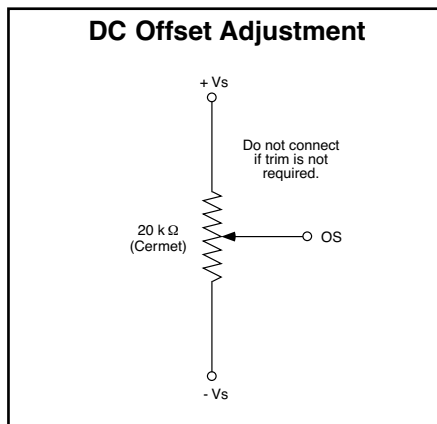 DC Offset Adjustment
+ Vs
Do not connect
if trim is not
required.
20 k Ω
(Cermet)
OS
- Vs